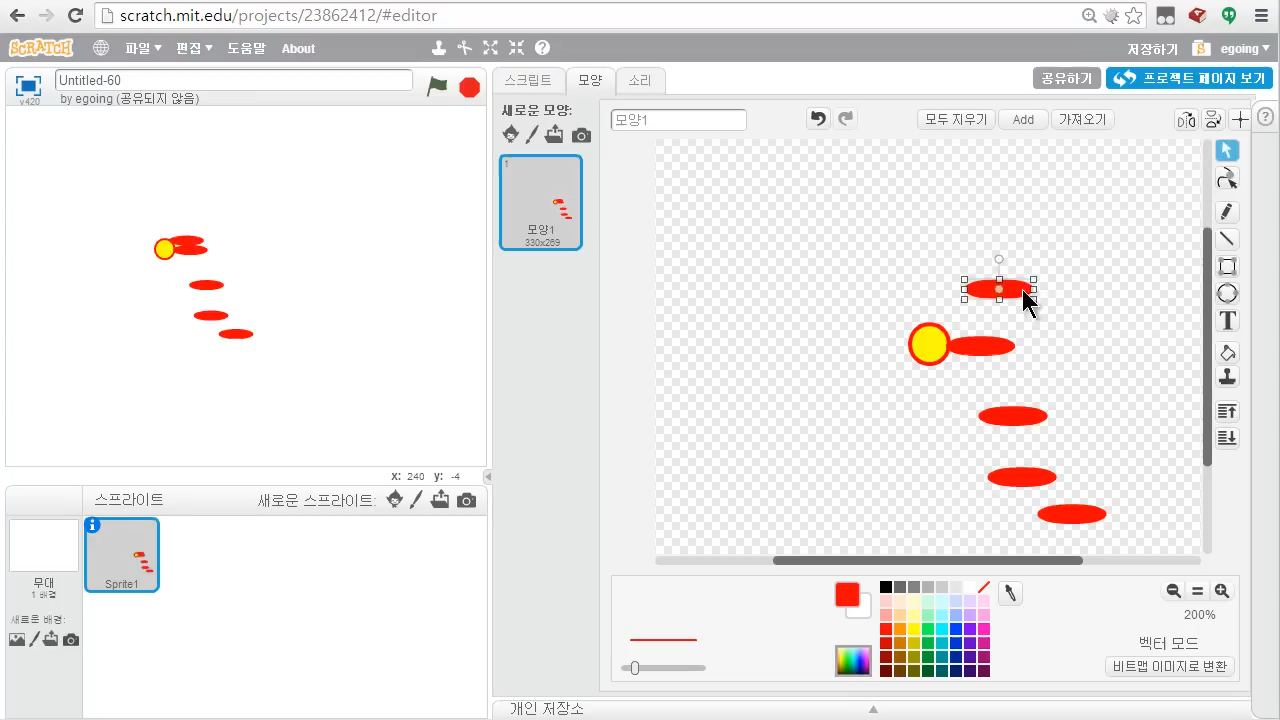 scratch.mit.edu/projects/23862412/#editor
SCRATCH 파일 편집 도움말 About 저장하기 egoing
Untitled-60
by egoing (공유되지 않음)
v420
스크립트 모양 소리 공유하기 프로젝트 페이지 보기
새로운 모양:
모양1 모두 지우기 Add 가져오기
1
모양1
330x269
T
x: 240 y: -4
스프라이트 새로운 스프라이트:
Sprite1
무대
1 배경
새로운 배경:
200%
벡터 모드
비트맵 이미지로 변환
개인 저장소